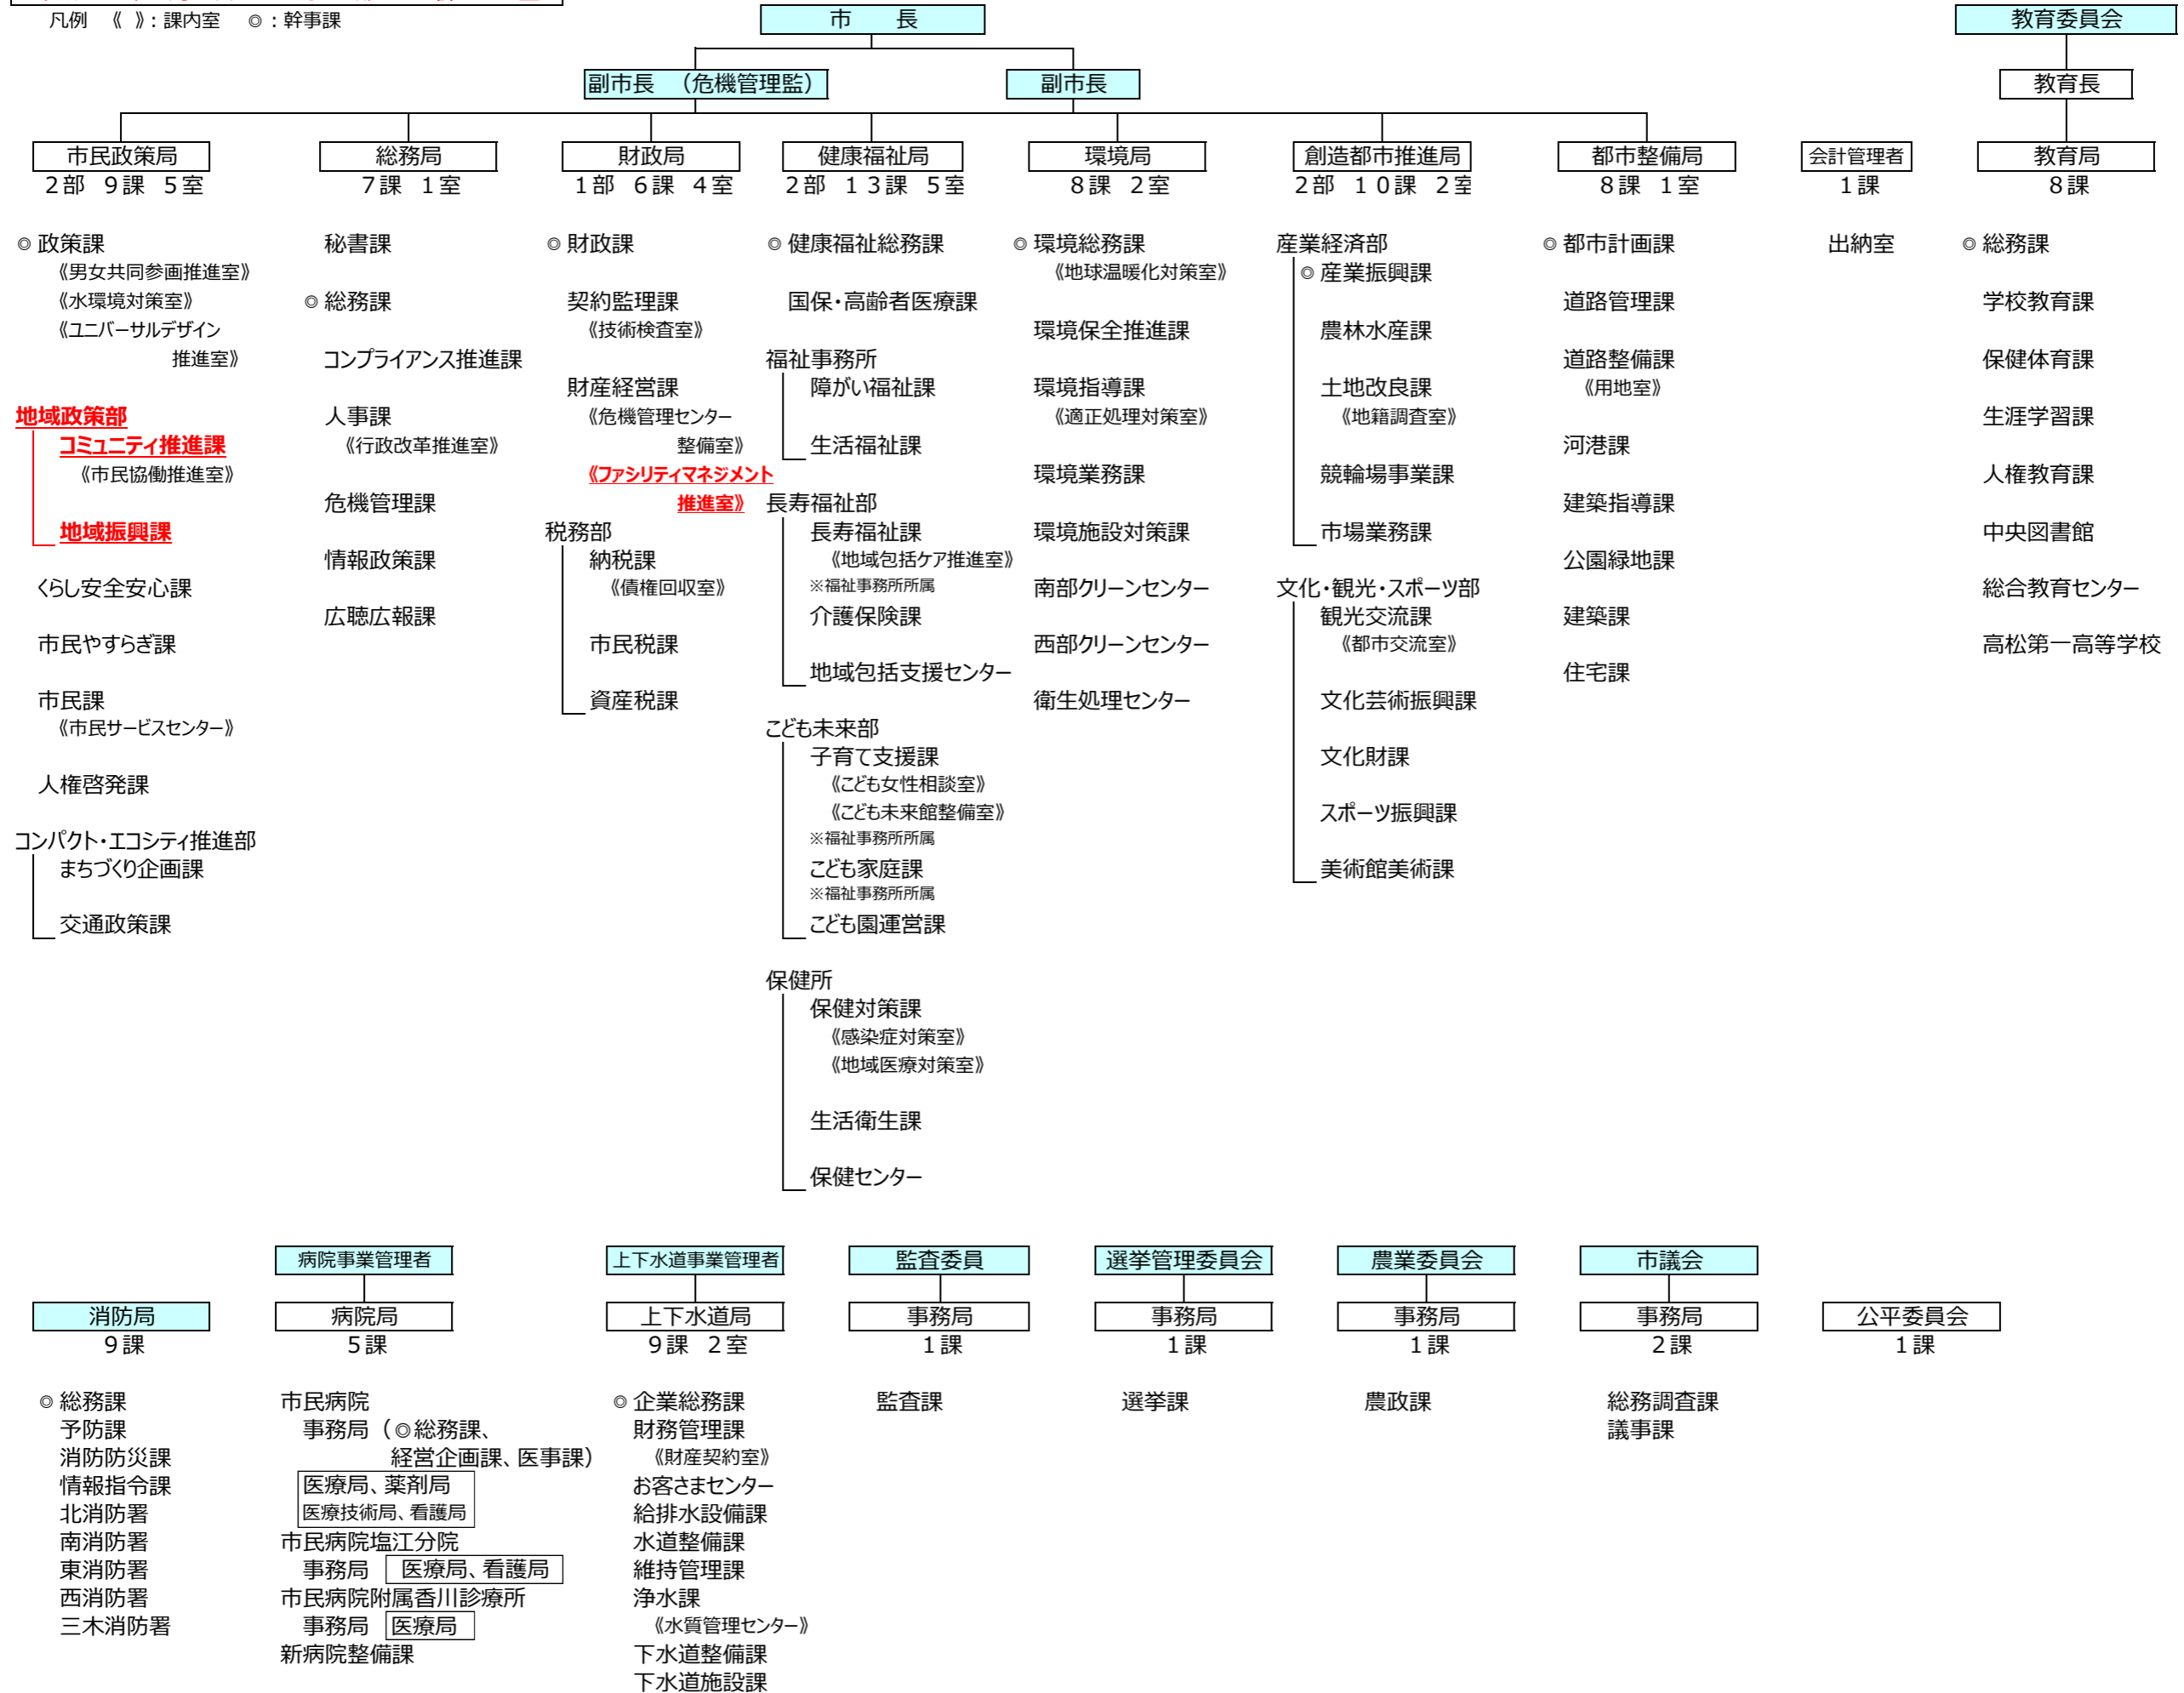 凡例　《 》：課内室　◎：幹事課
市　長
教育委員会
副市長　（危機管理監）
副市長
教育長
市民政策局
２部　９課　５室
◎ 政策課
《男女共同参画推進室》
《水環境対策室》
《ユニバーサルデザイン
推進室》
地域政策部
コミュニティ推進課
《市民協働推進室》
地域振興課
くらし安全安心課
市民やすらぎ課
市民課
《市民サービスセンター》
人権啓発課
コンパクト・エコシティ推進部
まちづくり企画課
交通政策課
総務局
７課　１室
秘書課
◎ 総務課
コンプライアンス推進課
人事課
《行政改革推進室》
危機管理課
情報政策課
広聴広報課
財政局
１部　６課　４室
◎ 財政課
契約監理課
《技術検査室》
財産経営課
《危機管理センター
整備室》
《ファシリティマネジメント
推進室》
税務部
納税課
《債権回収室》
市民税課
資産税課
健康福祉局
２部　１３課　５室
◎ 健康福祉総務課
国保・高齢者医療課
福祉事務所
障がい福祉課
生活福祉課
長寿福祉部
長寿福祉課
《地域包括ケア推進室》
※福祉事務所所属
介護保険課
地域包括支援センター
こども未来部
子育て支援課
《こども女性相談室》
《こども未来館整備室》
※福祉事務所所属
こども家庭課
※福祉事務所所属
こども園運営課
保健所
保健対策課
《感染症対策室》
《地域医療対策室》
生活衛生課
保健センター
環境局
８課　２室
◎ 環境総務課
《地球温暖化対策室》
環境保全推進課
環境指導課
《適正処理対策室》
環境業務課
環境施設対策課
南部クリーンセンター
西部クリーンセンター
衛生処理センター
創造都市推進局
２部　１０課　２室
産業経済部
◎ 産業振興課
農林水産課
土地改良課
《地籍調査室》
競輪場事業課
市場業務課
文化・観光・スポーツ部
観光交流課
《都市交流室》
文化芸術振興課
文化財課
スポーツ振興課
美術館美術課
都市整備局
８課　１室
◎ 都市計画課
道路管理課
道路整備課
《用地室》
河港課
建築指導課
公園緑地課
建築課
住宅課
会計管理者
１課
出納室
教育局
８課
◎ 総務課
学校教育課
保健体育課
生涯学習課
人権教育課
中央図書館
総合教育センター
高松第一高等学校
消防局
９課
◎ 総務課
予防課
消防防災課
情報指令課
北消防署
南消防署
東消防署
西消防署
三木消防署
病院事業管理者
病院局
５課
市民病院
事務局（◎総務課、
経営企画課、医事課）
医療局、薬剤局
医療技術局、看護局
市民病院塩江分院
事務局　医療局、看護局
市民病院附属香川診療所
事務局　医療局
新病院整備課
上下水道事業管理者
上下水道局
９課　２室
◎ 企業総務課
財務管理課
《財産契約室》
お客さまセンター
給排水設備課
水道整備課
維持管理課
浄水課
《水質管理センター》
下水道整備課
下水道施設課
監査委員
事務局
１課
監査課
選挙管理委員会
事務局
１課
選挙課
農業委員会
事務局
１課
農政課
市議会
事務局
２課
総務調査課
議事課
公平委員会
１課